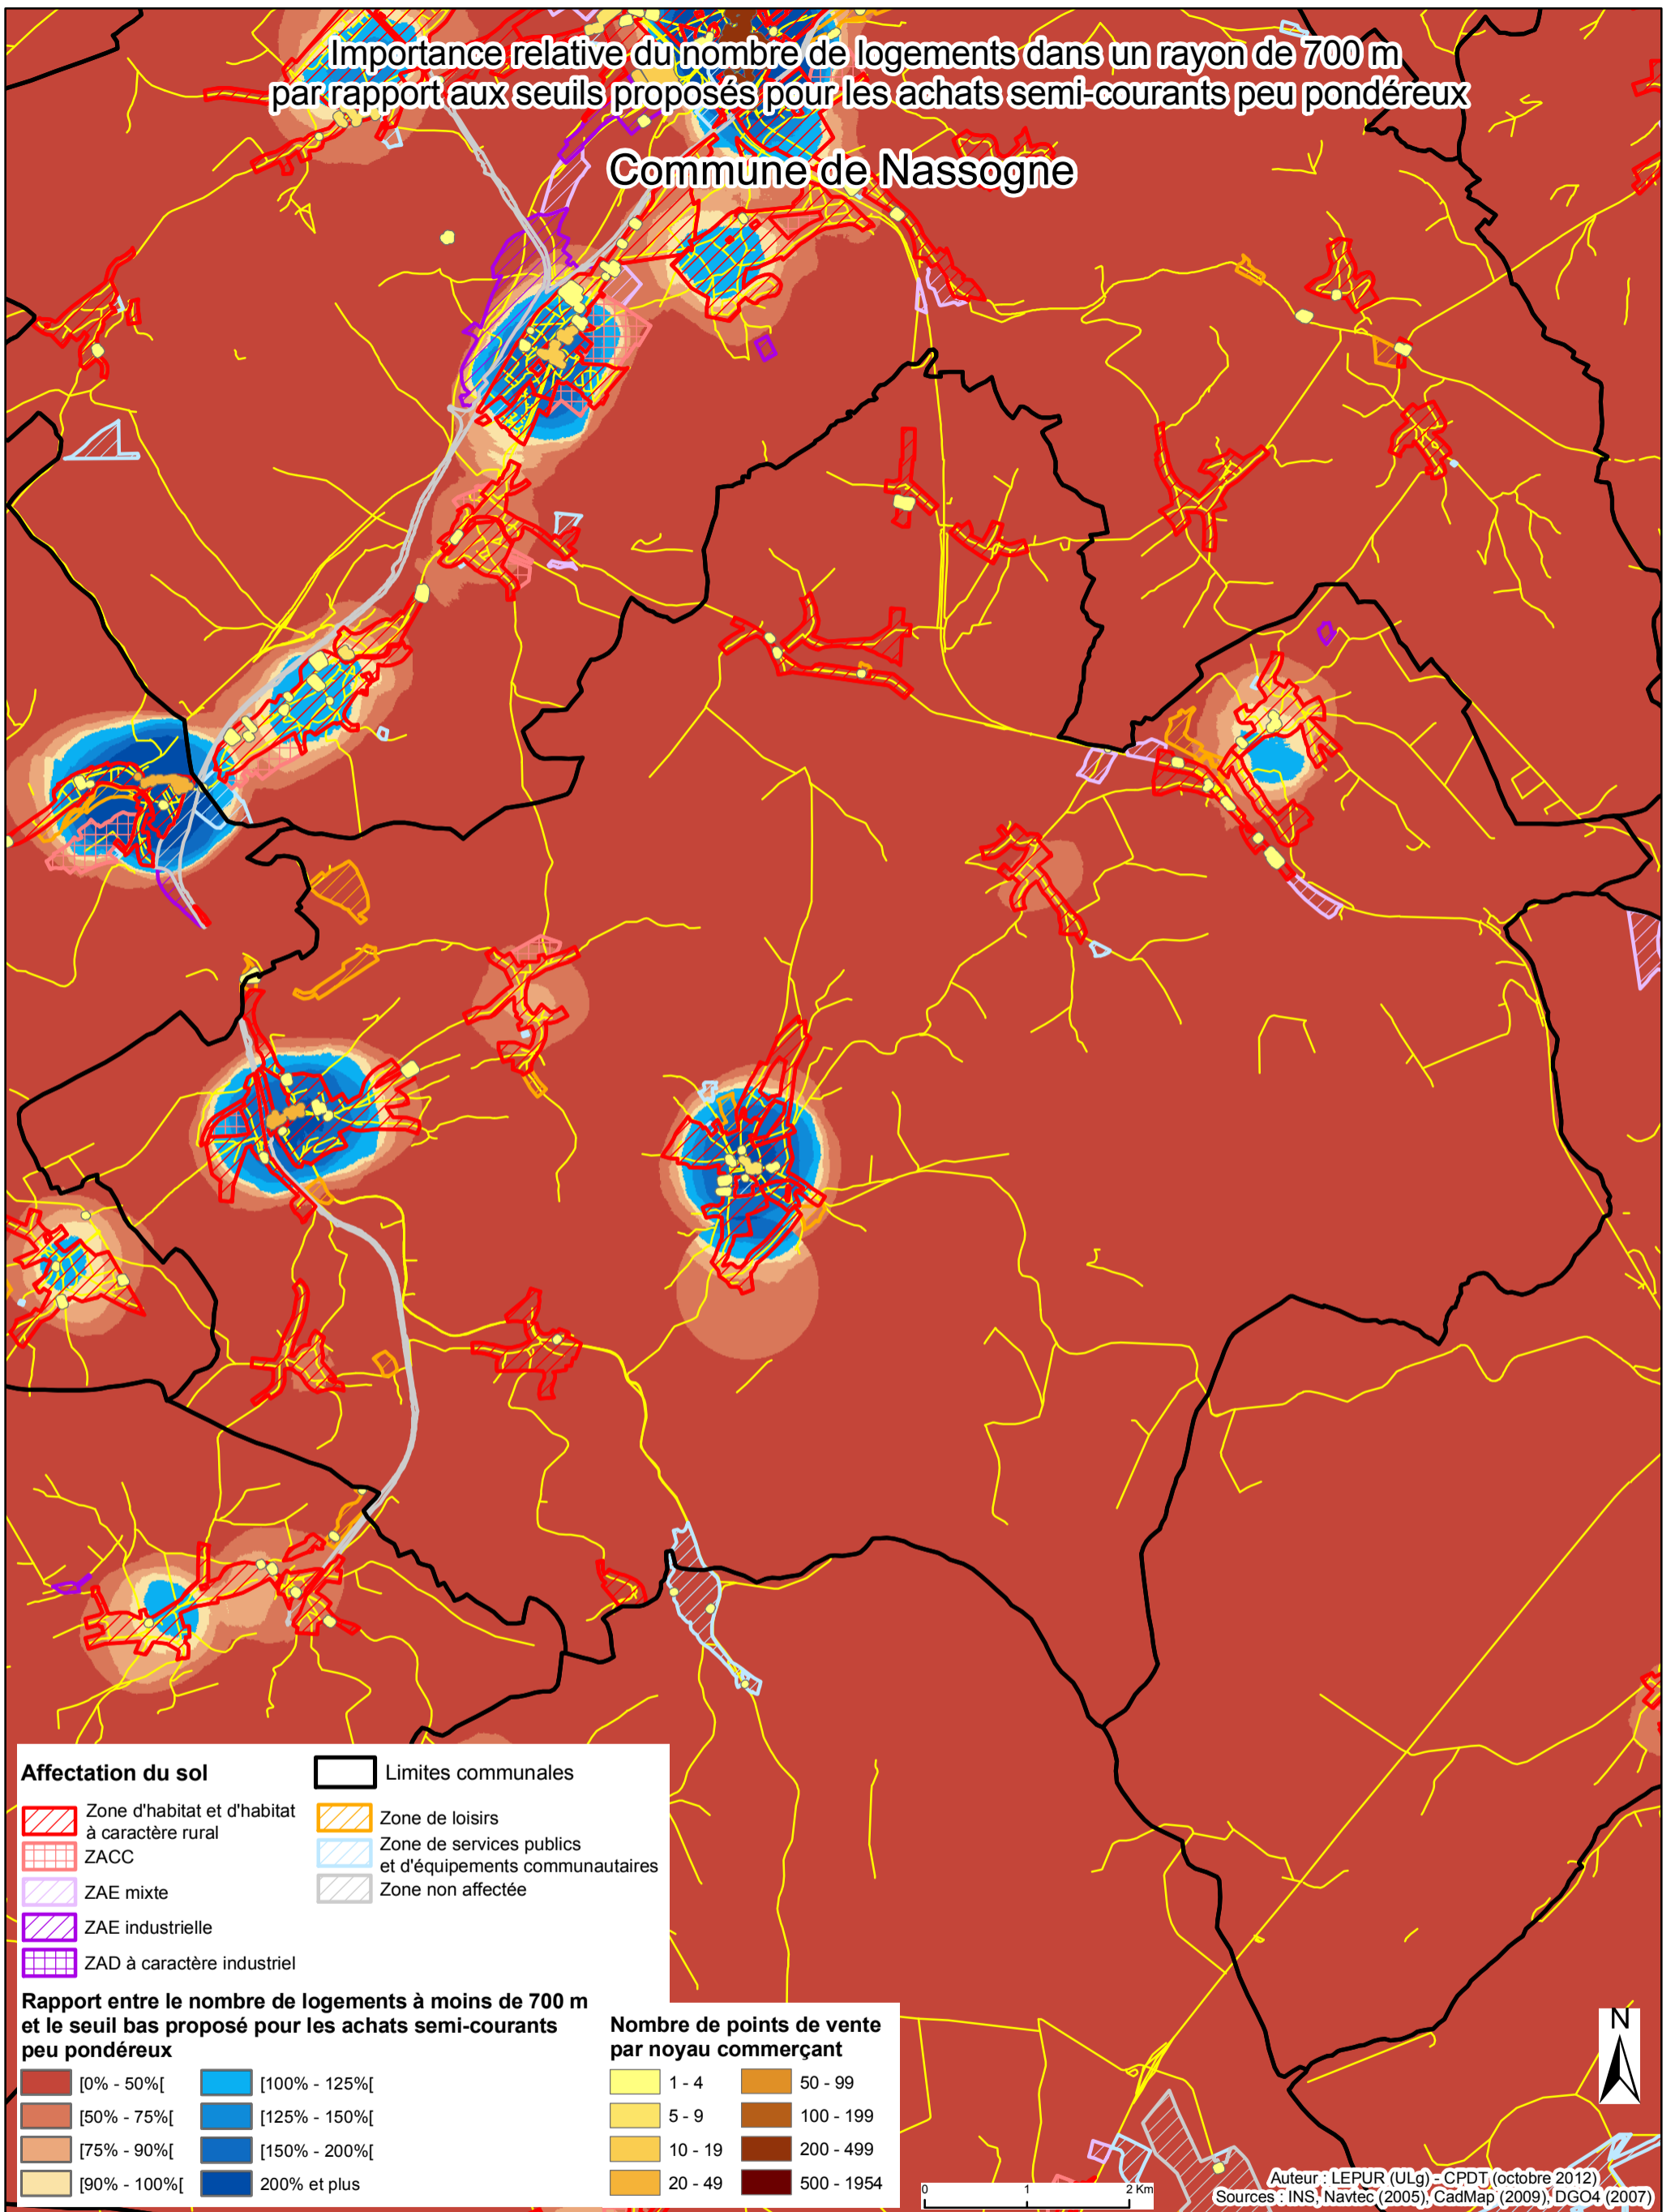 Importance relative du nombre de logements dans un rayon de 700 m
par rapport aux seuils proposés pour les achats semi-courants peu pondéreux
Commune de Nassogne
Affectation du sol
Zone d'habitat et d'habitat
à caractère rural
ZACC
ZAE mixte
ZAE industrielle
ZAD à caractère industriel
Limites communales
Zone de loisirs
Zone de services publics
et d'équipements communautaires
Zone non affectée
Rapport entre le nombre de logements à moins de 700 m
et le seuil bas proposé pour les achats semi-courants
peu pondéreux
[0% - 50%[
[50% - 75%[
[75% - 90%[
[90% - 100%[
[100% - 125%[
[125% - 150%[
[150% - 200%[
200% et plus
Nombre de points de vente
par noyau commerçant
1 - 4
5 - 9
10 - 19
20 - 49
50 - 99
100 - 199
200 - 499
500 - 1954
N
0 1 2 Km
Auteur : LEPUR (ULg) - CPDT (octobre 2012)
Sources : INS, Navtec (2005), CadMap (2009), DGO4 (2007)